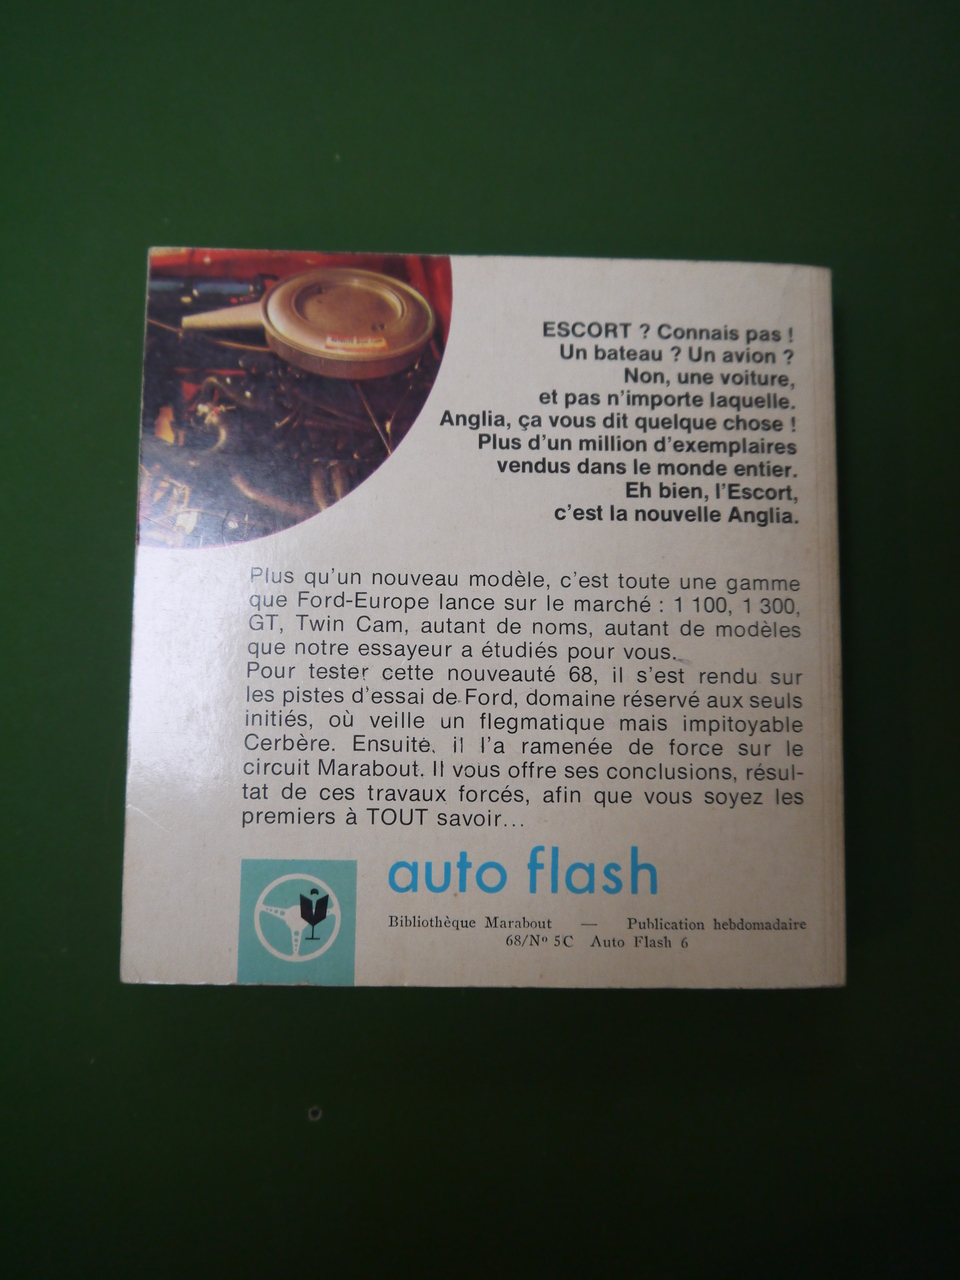 ESCORT ? Connais pas !
Un bateau ? Un avion ?
Non, une voiture,
et pas n'importe laquelle.
Anglia, ça vous dit quelque chose !
Plus d'un million d'exemplaires
vendus dans le monde entier.
Eh bien, l'Escort,
c'est la nouvelle Anglia.
Plus qu'un nouveau modèle, c'est toute une gamme
que Ford-Europe lance sur le marché : 1 100, 1 300,
GT, Twin Cam, autant de noms, autant de modèles
que notre essayeur a étudiés pour vous.
Pour tester cette nouveauté 68, il s'est rendu sur
les pistes d'essai de Ford, domaine réservé aux seuls
initiés, où veille un flegmatique mais impitoyable
Cerbère. Ensuite, il l'a ramenée de force sur le
circuit Marabout. Il vous offre ses conclusions, résul-
tat de ces travaux forcés, afin que vous soyez les
premiers à TOUT savoir...
auto flash
Bibliothèque Marabout — Publication hebdomadaire
68/Nº 5C Auto Flash 6